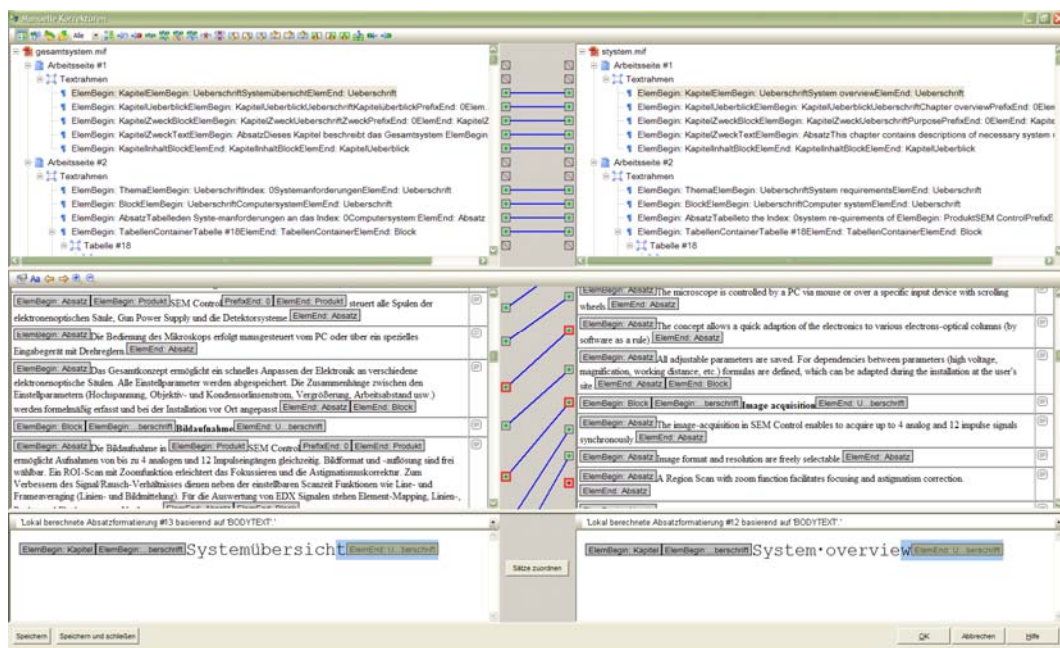 Manuelle Korrekturen
Alle
gesamtsystem.mif
Arbeitsseite #1
Textrahmen
ElemBegin: KapitelElemBegin: UeberschriftSystemübersichtElemEnd: Ueberschrift
ElemBegin: KapitelUeberblickElemBegin: KapitelUeberblickUeberschriftKapitelüberblickPrefixEnd: 0Elem
ElemBegin: KapitelZweckBlockElemBegin: KapitelZweckUeberschriftZweckPrefixEnd: 0ElemEnd: KapitelZ
ElemBegin: KapitelZweckTextElemBegin: AbsatzDieses Kapitel beschreibt das Gesamtsystem ElemBegin
ElemBegin: KapitelInhaltBlockElemEnd: KapitelInhaltBlockElemEnd: KapitelUeberblick
Arbeitsseite #2
Textrahmen
ElemBegin: ThemaElemBegin: UeberschriftIndex: 0SystemanforderungenElemEnd: Ueberschrift
ElemBegin: BlockElemBegin: UeberschriftComputersystemElemEnd: Ueberschrift
ElemBegin: AbsatzTabelleden Syste-manforderungen an das Index: 0Computersystem ElemEnd: Absatz
ElemBegin: TabellenContainerTabelle #18ElemEnd: TabellenContainerElemEnd: Block
Tabelle #18
stystem.mif
Arbeitsseite #1
Textrahmen
ElemBegin: KapitelElemBegin: UeberschriftSystem overviewElemEnd: Ueberschrift
ElemBegin: KapitelUeberblickElemBegin: KapitelUeberblickUeberschriftChapter overviewPrefixEnd: 0Elem
ElemBegin: KapitelZweckBlockElemBegin: KapitelZweckUeberschriftPurposePrefixEnd: 0ElemEnd: Kapite
ElemBegin: KapitelZweckTextElemBegin: AbsatzThis chapter contains descriptions of necessary system r
ElemBegin: KapitelInhaltBlockElemEnd: KapitelInhaltBlockElemEnd: KapitelUeberblick
Arbeitsseite #2
Textrahmen
ElemBegin: ThemaElemBegin: UeberschriftSystem requirementsElemEnd: Ueberschrift
ElemBegin: BlockElemBegin: UeberschriftComputer systemElemEnd: Ueberschrift
ElemBegin: AbsatzTabelleto the Index: 0system re-quirements of ElemBegin: ProduktSEM ControlPrefixE
ElemBegin: TabellenContainerTabelle #18ElemEnd: TabellenContainerElemEnd: Block
Tabelle #18
ElemBegin: Absatz ElemBegin: Produkt SEM Control PrefixEnd: 0 ElemEnd: Produkt steuert alle Spulen der
elektronenoptischen Säule, Gun Power Supply und die Detektorsysteme ElemEnd: Absatz
ElemBegin: Absatz Die Bedienung des Mikroskops erfolgt mausgesteuert vom PC oder über ein spezielles
Eingabegerät mit Drehreglern. ElemEnd: Absatz
ElemBegin: Absatz Das Gesamtkonzept ermöglicht ein schnelles Anpassen der Elektronik an verschiedene
elektronenoptische Säulen. Alle Einstellparameter werden abgespeichert. Die Zusammenhänge zwischen den
Einstellparametern (Hochspannung, Objektiv- und Kondensorlinsenstrom, Vergrößerung, Arbeitsabstand usw.)
werden formelmäßig erfasst und bei der Installation vor Ort angepasst ElemEnd: Absatz ElemEnd: Block
ElemBegin: Block ElemBegin: ...berschrift Bildaufnahme ElemEnd: U...berschrift
ElemBegin: Absatz Die Bildaufnahme in ElemBegin: Produkt SEM Control PrefixEnd: 0 ElemEnd: Produkt
ermöglicht Aufnahmen von bis zu 4 analogen und 12 Impulseingängen gleichzeitig. Bildformat und -auflösung sind frei
wählbar. Ein ROI-Scan mit Zoomfunktion erleichtert das Fokussieren und die Astigmatismuskorrektur. Zum
Verbessern des Signal/Rausch-Verhältnisses dienen neben der einstellbaren Scanzeit Funktionen wie Line- und
Frameaveraging (Linien- und Bildmittelung). Für die Auswertung von EDX Signalen stehen Element-Mapping, Linien-,
ElemBegin: Absatz The microscope is controlled by a PC via mouse or over a specific input device with scrolling
wheels ElemEnd: Absatz
ElemBegin: Absatz The concept allows a quick adaption of the electronics to various electrons-optical columns (by
software as a rule) ElemEnd: Absatz
ElemBegin: Absatz All adjustable parameters are saved. For dependencies between parameters (high voltage,
magnification, working distance, etc.) formulas are defined, which can be adapted during the installation at the user's
site ElemEnd: Absatz ElemEnd: Block
ElemBegin: Block ElemBegin: ...berschrift Image acquisition ElemEnd: U...berschrift
ElemBegin: Absatz The image-acquisition in SEM Control enables to acquire up to 4 analog and 12 impulse signals
synchronously ElemEnd: Absatz
ElemBegin: Absatz Image format and resolution are freely selectable ElemEnd: Absatz
ElemBegin: Absatz A Region Scan with zoom function facilitates focusing and astigmatism correction.
ElemEnd: Absatz
'Lokal berechnete Absatzformatierung #13 basierend auf 'BODYTEXT'.'
ElemBegin: Kapitel ElemBegin: ...berschrift Systemübersicht ElemEnd: U...berschrift
Sätze zuordnen
'Lokal berechnete Absatzformatierung #12 basierend auf 'BODYTEXT'.'
ElemBegin: Kapitel ElemBegin: ...berschrift System·overview ElemEnd: U...berschrift
Speichern
Speichern und schließen
OK
Abbrechen
Hilfe